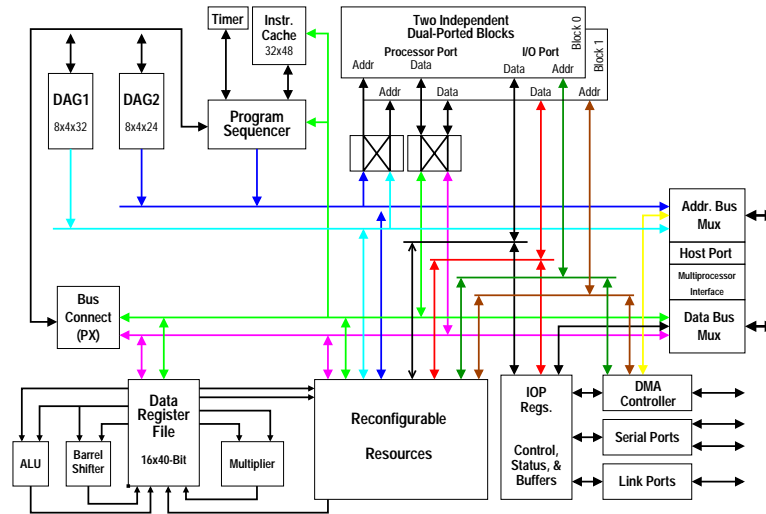 Timer
Instr.
Cache
32x48
Two Independent
Dual-Ported Blocks
Processor Port
I/O Port
Block 0
Block 1
Addr
Data
Data
Addr
Addr
Data
Data
Addr
DAG1
8x4x32
DAG2
8x4x24
Program
Sequencer
Addr. Bus
Mux
Host Port
Multiprocessor
Interface
Data Bus
Mux
Bus
Connect
(PX)
Data
Register
File
16x40-Bit
ALU
Barrel
Shifter
Multiplier
Reconfigurable
Resources
IOP
Regs.
Control,
Status, &
Buffers
DMA
Controller
Serial Ports
Link Ports